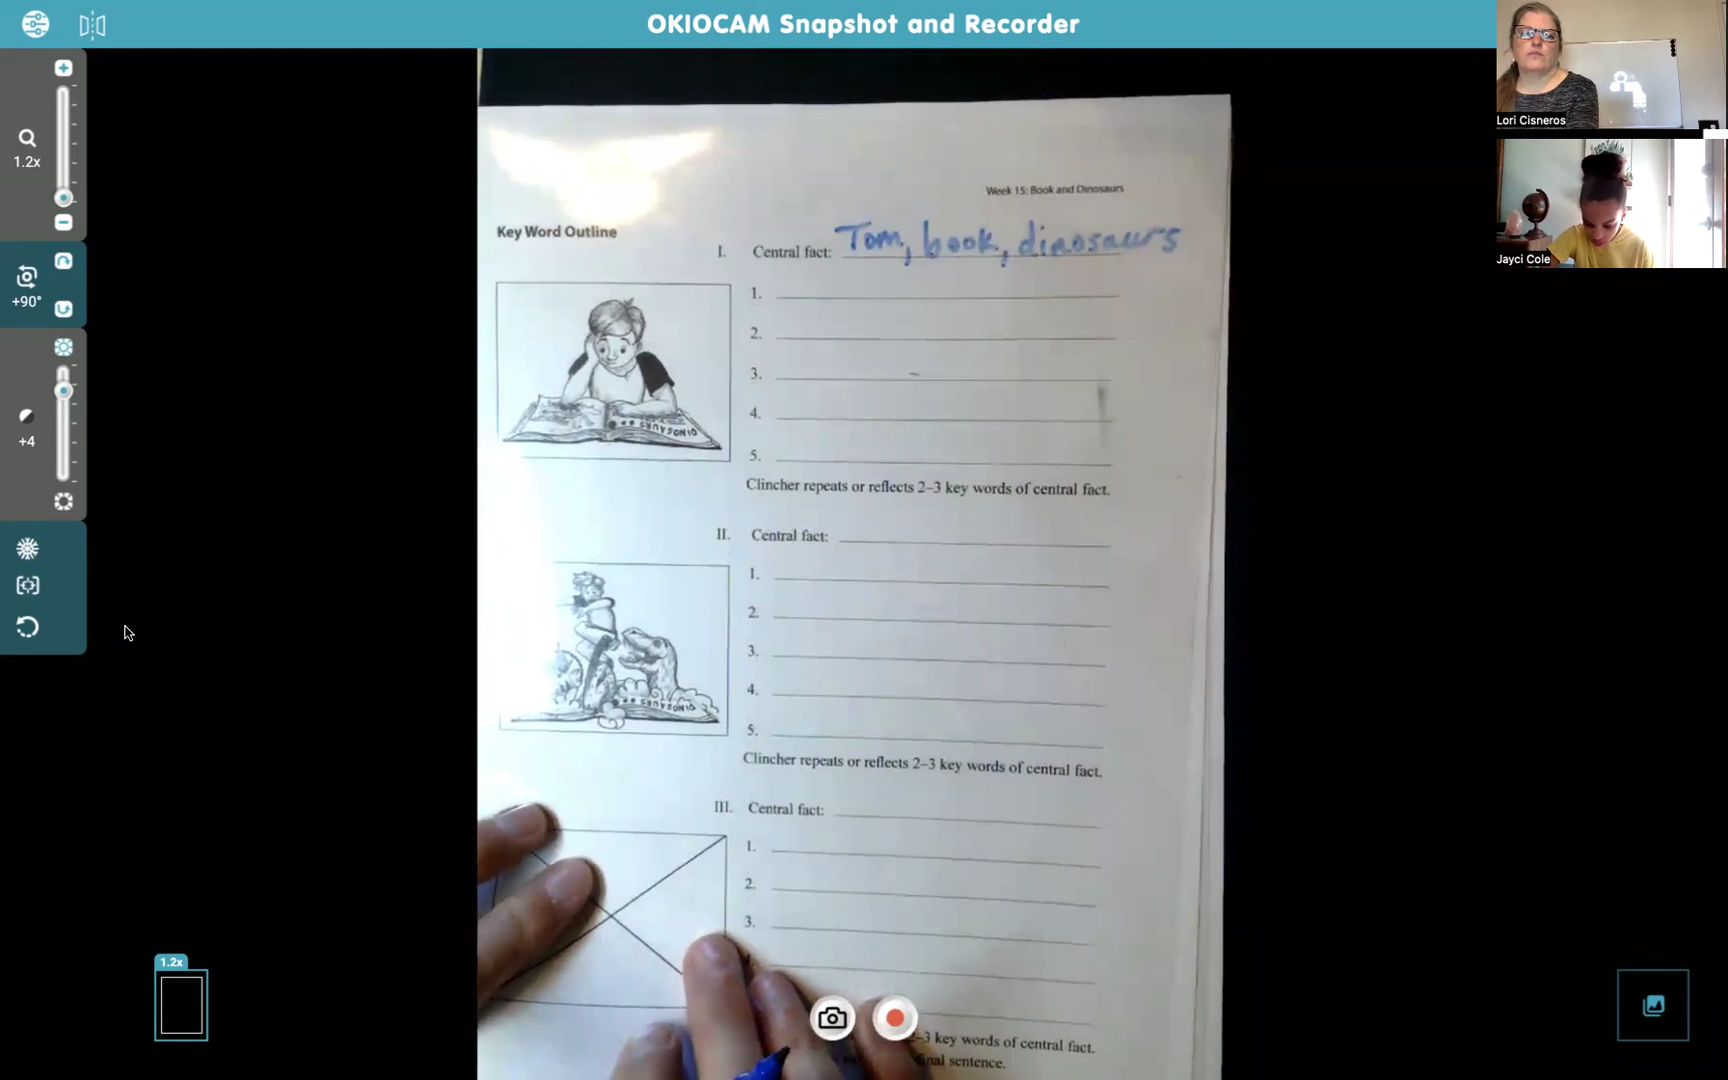 OKIOCAM Snapshot and Recorder
1.2x
+90°
+4
1.2x
Lori Cisneros
Jayci Cole
Week 15: Book and Dinosaurs
Key Word Outline
I. Central fact: Tom, book, dinosaurs
1.
2.
3.
4.
5.
Clincher repeats or reflects 2–3 key words of central fact.
DINOSAURS
II. Central fact:
1.
2.
3.
4.
5.
Clincher repeats or reflects 2–3 key words of central fact.
DINOSAURS
III. Central fact:
1.
2.
3.
2–3 key words of central fact.
final sentence.